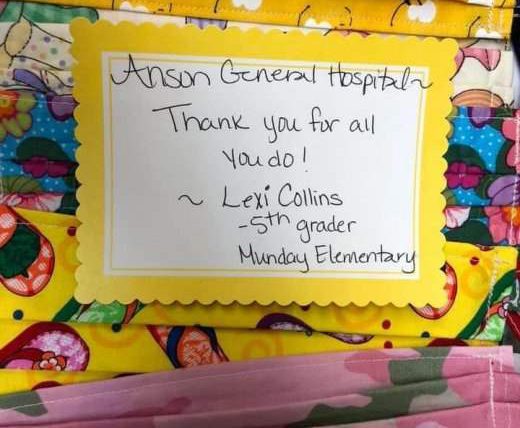 Anson General Hospital~
Thank you for all
you do!
~ Lexi Collins
-5th grader
Munday Elementary